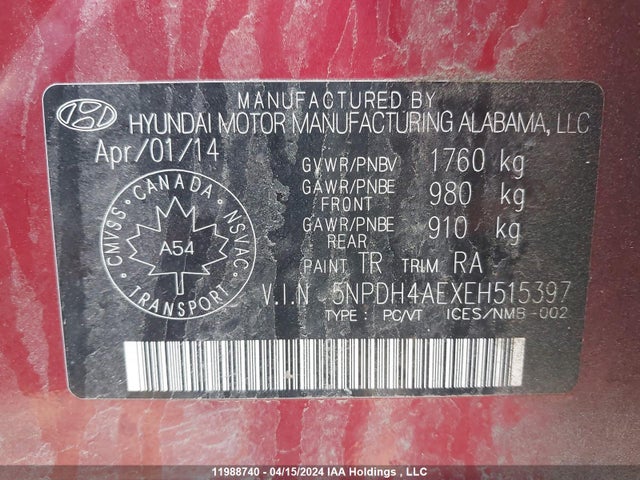 MANUFACTURED BY
HYUNDAI MOTOR MANUFACTURING ALABAMA, LLC
Apr/01/14
GVWR/PNBV 1760 kg
GAWR/PNBE FRONT 980 kg
GAWR/PNBE REAR 910 kg
CANADA
CMVSS NSVAC
A54
TRANSPORT
PAINT TR TRIM RA
V.I.N 5NPDH4AEXEH515397
TYPE : PC/VT ICES/NMB-002
11988740 - 04/15/2024 IAA Holdings , LLC